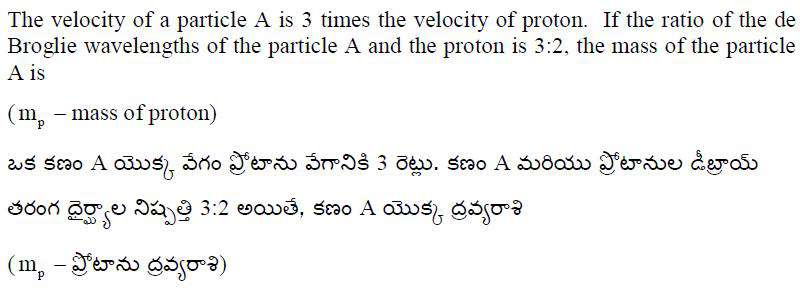 The velocity of a particle A is 3 times the velocity of proton. If the ratio of the de
Broglie wavelengths of the particle A and the proton is 3:2, the mass of the particle
A is
(mₚ – mass of proton)
ఒక కణం A యొక్క వేగం ప్రోటాను వేగానికి 3 రెట్లు. కణం A మరియు ప్రోటానుల డీబ్రాయ్
తరంగ దైర్ఘ్యాల నిష్పత్తి 3:2 అయితే, కణం A యొక్క ద్రవ్యరాశి
(mₚ – ప్రోటాను ద్రవ్యరాశి)